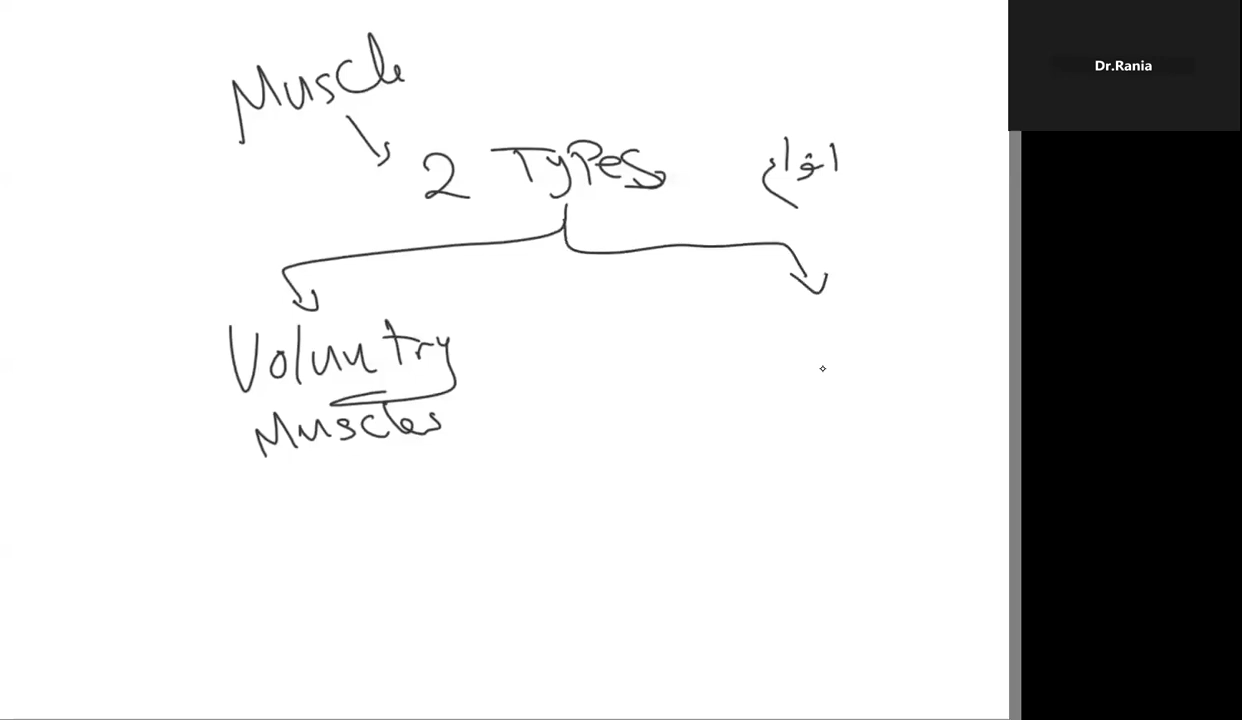 Muscle
2 Types انواع
Voluntry
Muscles
Dr.Rania